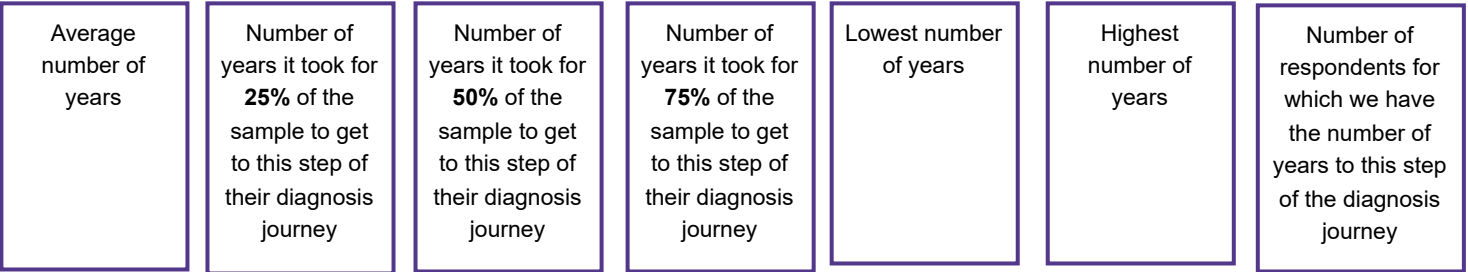 Average
number of
years
Number of
years it took for
25% of the
sample to get
to this step of
their diagnosis
journey
Number of
years it took for
50% of the
sample to get
to this step of
their diagnosis
journey
Number of
years it took for
75% of the
sample to get
to this step of
their diagnosis
journey
Lowest number
of years
Highest
number of
years
Number of
respondents for
which we have
the number of
years to this step
of the diagnosis
journey